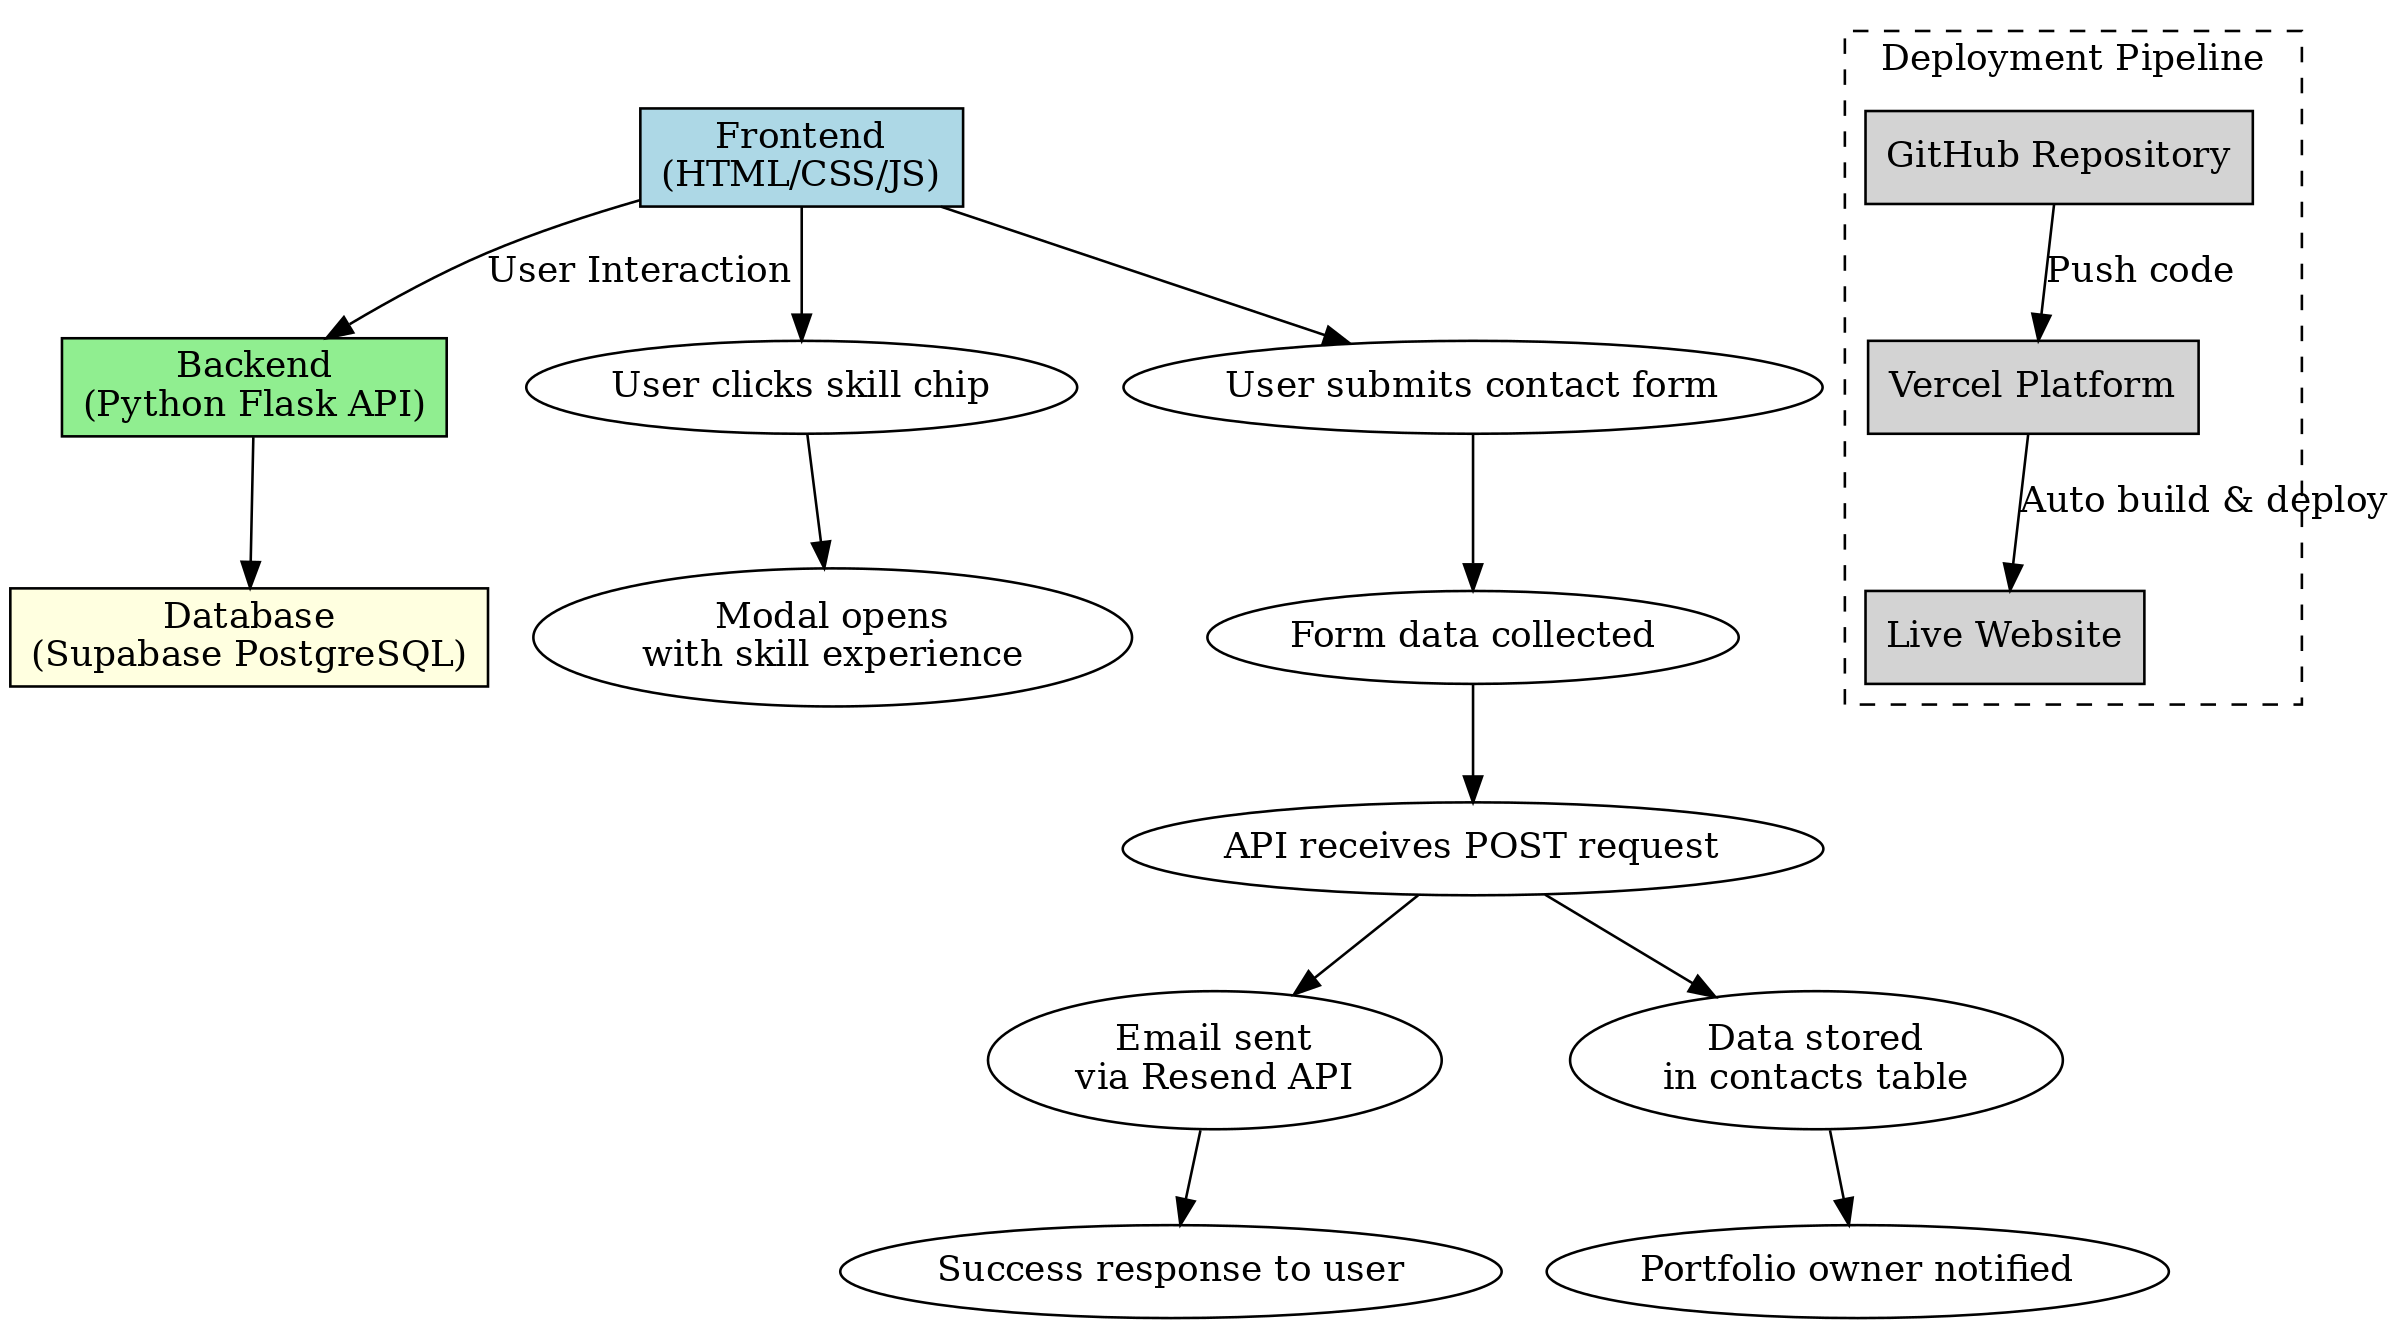 Deployment Pipeline
Frontend
(HTML/CSS/JS)
GitHub Repository
User Interaction
Push code
Backend
(Python Flask API)
User clicks skill chip
User submits contact form
Vercel Platform
Auto build & deploy
Database
(Supabase PostgreSQL)
Modal opens
with skill experience
Form data collected
Live Website
API receives POST request
Email sent
via Resend API
Data stored
in contacts table
Success response to user
Portfolio owner notified